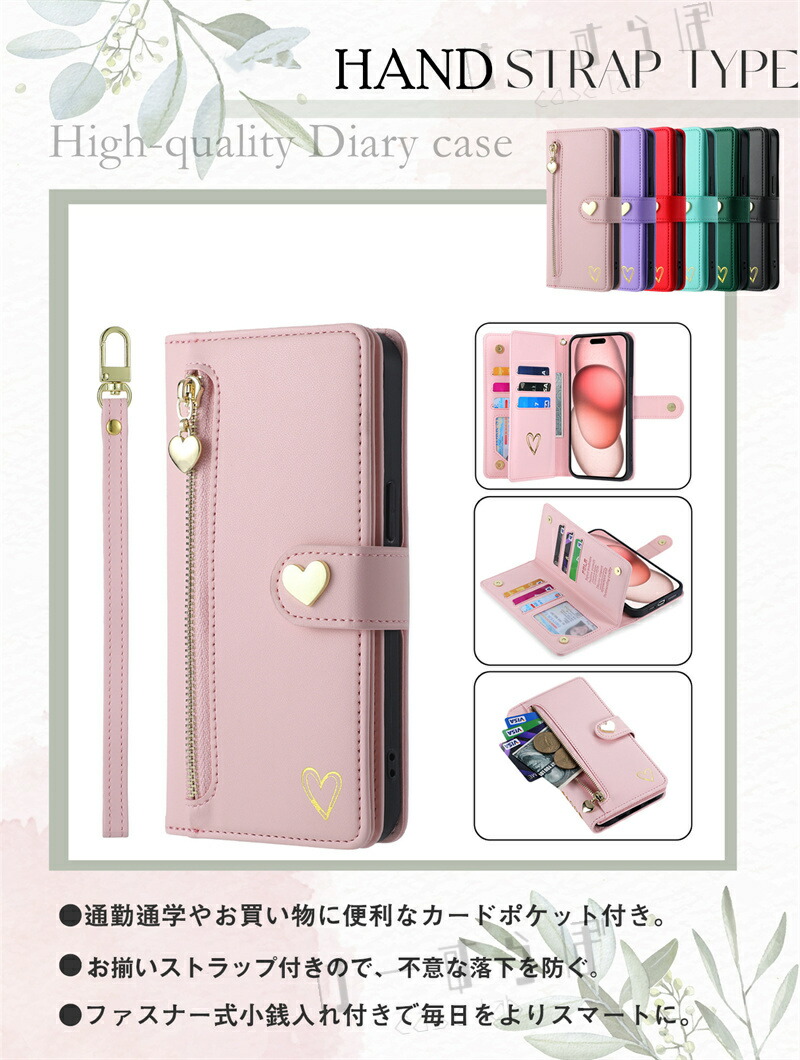 HAND STRAP TYPE
High-quality Diary case
VISA
VISA
VISA
●通勤通学やお買い物に便利なカードポケット付き。
●お揃いストラップ付きので、不意な落下を防ぐ。
●ファスナー式小銭入れ付きで毎日をよりスマートに。